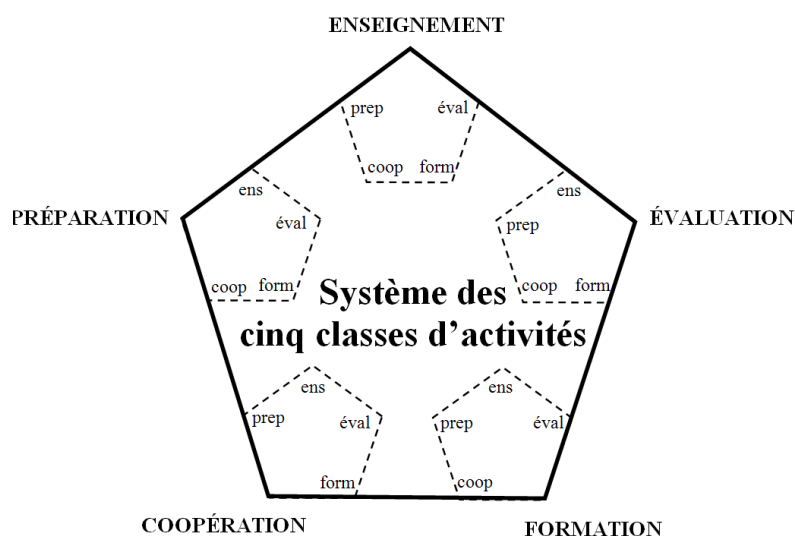 ENSEIGNEMENT
prep éval
coop form
ens
ens
PRÉPARATION
éval
prep
ÉVALUATION
coop form
coop form
Système des
cinq classes d'activités
ens
ens
prep
éval
prep
éval
form
coop
COOPÉRATION
FORMATION